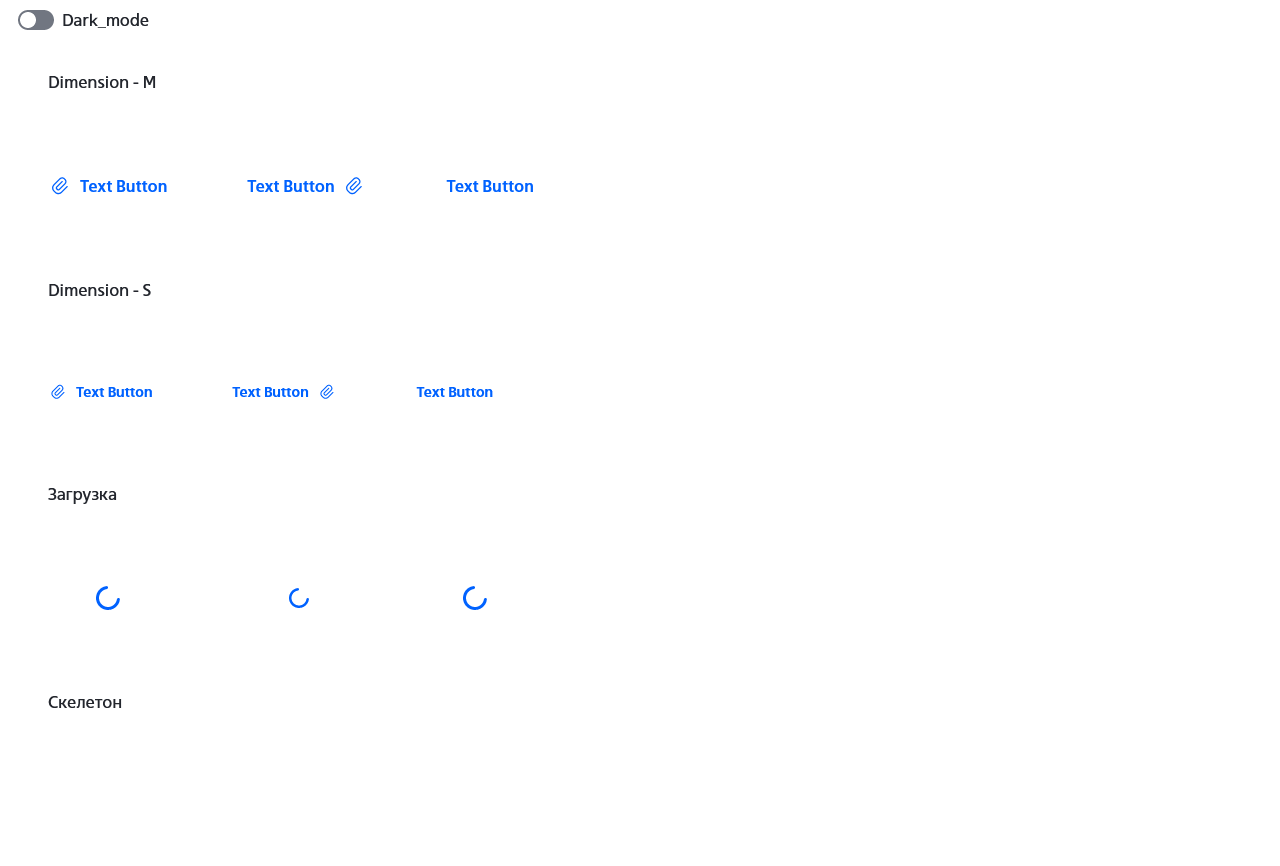 Dark_mode
Dimension - M
Text Button Text Button Text Button
Dimension - S
Text Button Text Button Text Button
Загрузка
Скелетон